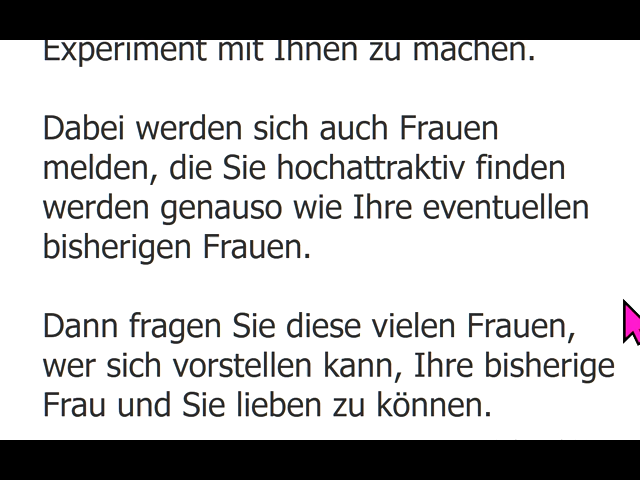 Experiment mit Ihnen zu machen.
Dabei werden sich auch Frauen
melden, die Sie hochattraktiv finden
werden genauso wie Ihre eventuellen
bisherigen Frauen.
Dann fragen Sie diese vielen Frauen,
wer sich vorstellen kann, Ihre bisherige
Frau und Sie lieben zu können.